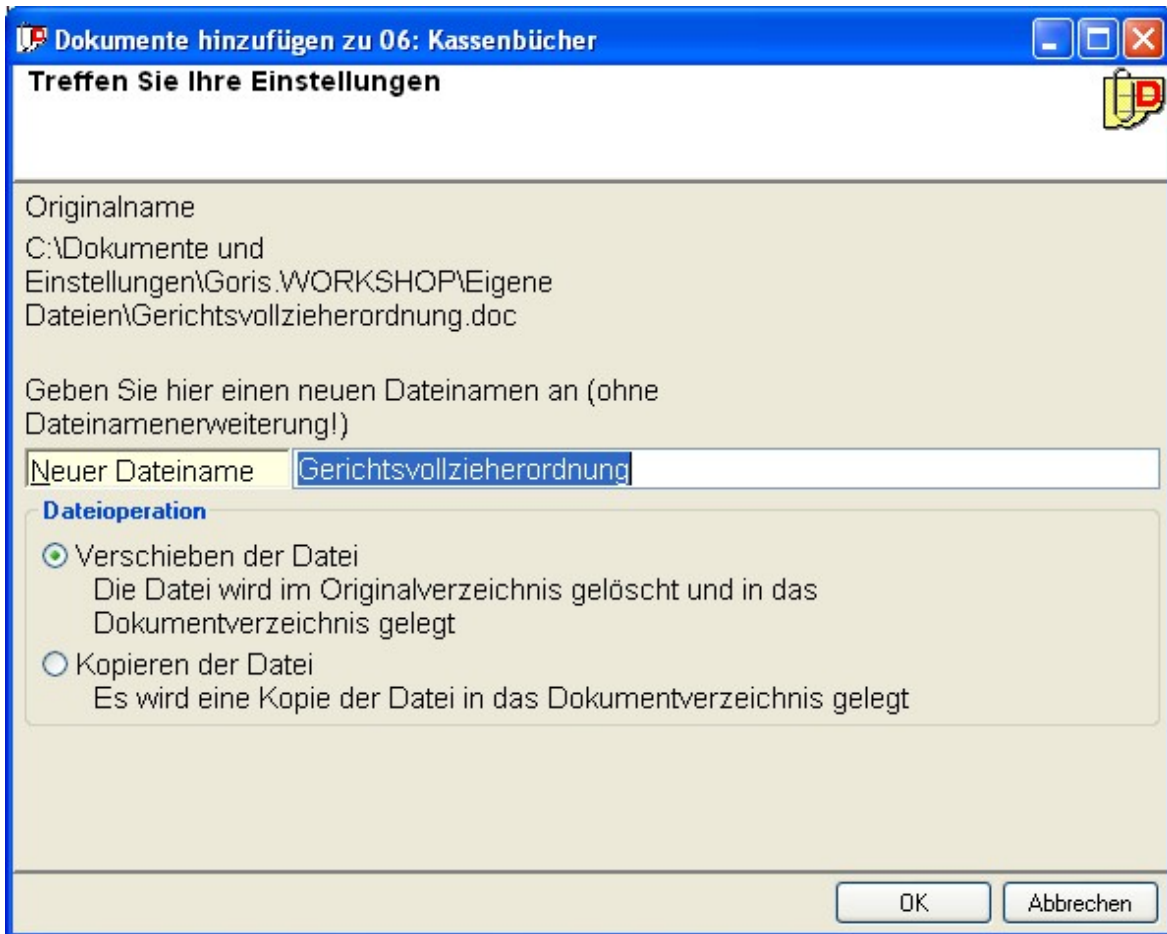 Dokumente hinzufügen zu 06: Kassenbücher
Treffen Sie Ihre Einstellungen
Originalname
C:\Dokumente und
Einstellungen\Goris.WORKSHOP\Eigene
Dateien\Gerichtsvollzieherordnung.doc
Geben Sie hier einen neuen Dateinamen an (ohne
Dateinamenerweiterung!)
Neuer Dateiname Gerichtsvollzieherordnung
Dateioperation
Verschieben der Datei
Die Datei wird im Originalverzeichnis gelöscht und in das
Dokumentverzeichnis gelegt
Kopieren der Datei
Es wird eine Kopie der Datei in das Dokumentverzeichnis gelegt
OK Abbrechen